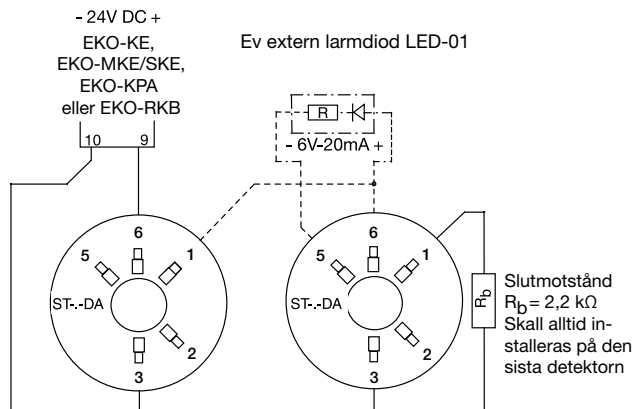 - 24V DC +
EKO-KE,
EKO-MKE/SKE,
EKO-KPA
eller EKO-RKB
10 9
Ev extern larmdiod LED-01
R
- 6V-20mA +
6
5 1
ST-.-DA
2
3
6
5 1
ST-.-DA
2
3
Rb
Slutmotstånd
Rb= 2,2 kΩ
Skall alltid in-
stalleras på den
sista detektorn